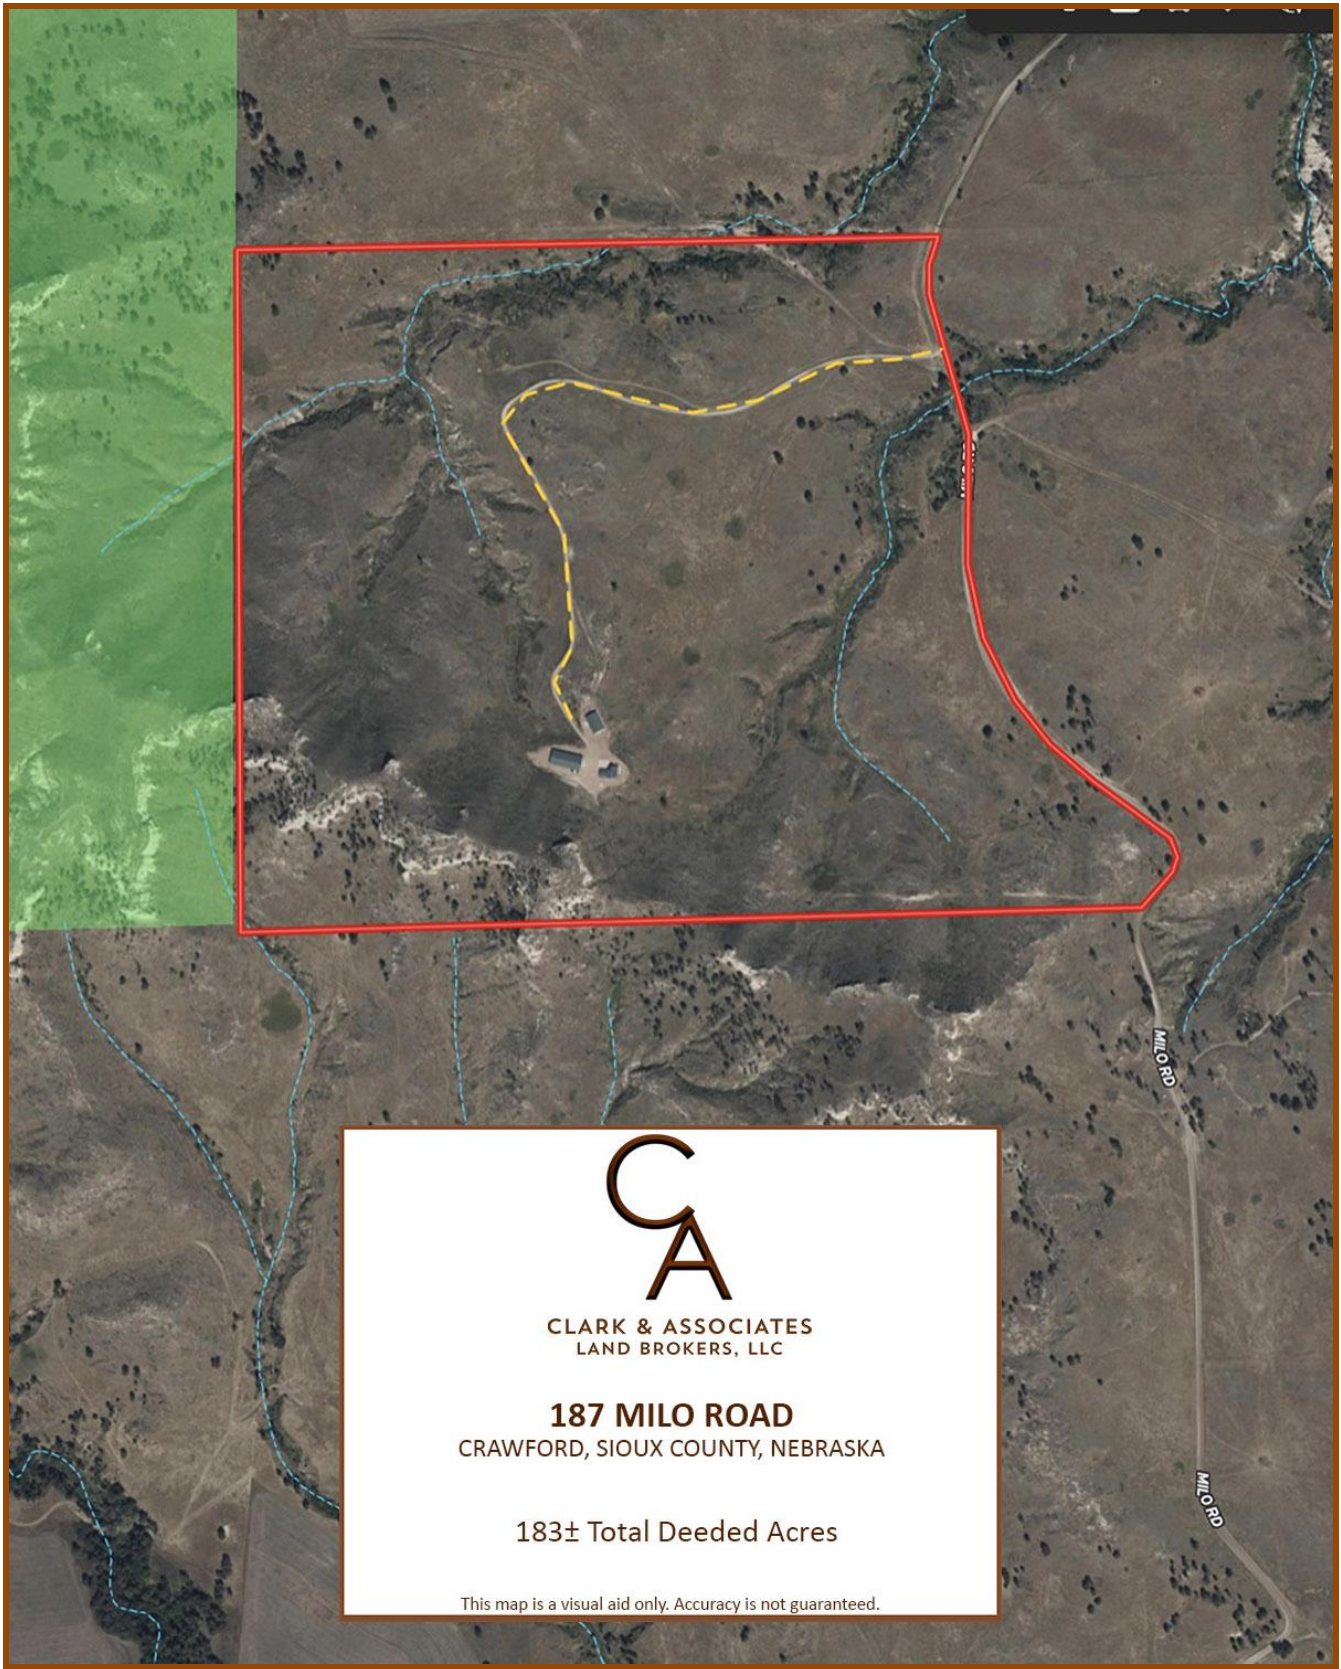 MILO RD
CA
CLARK & ASSOCIATES
LAND BROKERS, LLC
187 MILO ROAD
CRAWFORD, SIOUX COUNTY, NEBRASKA
183± Total Deeded Acres
MILO RD
This map is a visual aid only. Accuracy is not guaranteed.